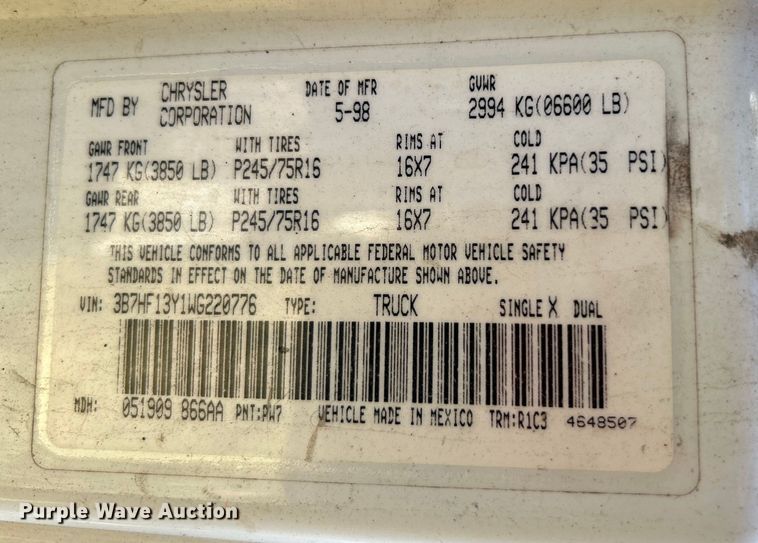 MFD BY CHRYSLER CORPORATION DATE OF MFR 5-98 GVWR 2994 KG(06600 LB)
GAWR FRONT WITH TIRES RIMS AT COLD
1747 KG(3850 LB) P245/75R16 16X7 241 KPA(35 PSI)
GAWR REAR WITH TIRES RIMS AT COLD
1747 KG(3850 LB) P245/75R16 16X7 241 KPA(35 PSI)
THIS VEHICLE CONFORMS TO ALL APPLICABLE FEDERAL MOTOR VEHICLE SAFETY
STANDARDS IN EFFECT ON THE DATE OF MANUFACTURE SHOWN ABOVE.
VIN: 3B7HF13Y1WG220776 TYPE: TRUCK SINGLE X DUAL
MDH: 051909 866AA PNT:PW7 VEHICLE MADE IN MEXICO TRM:R1C3 4648507
Purple Wave Auction